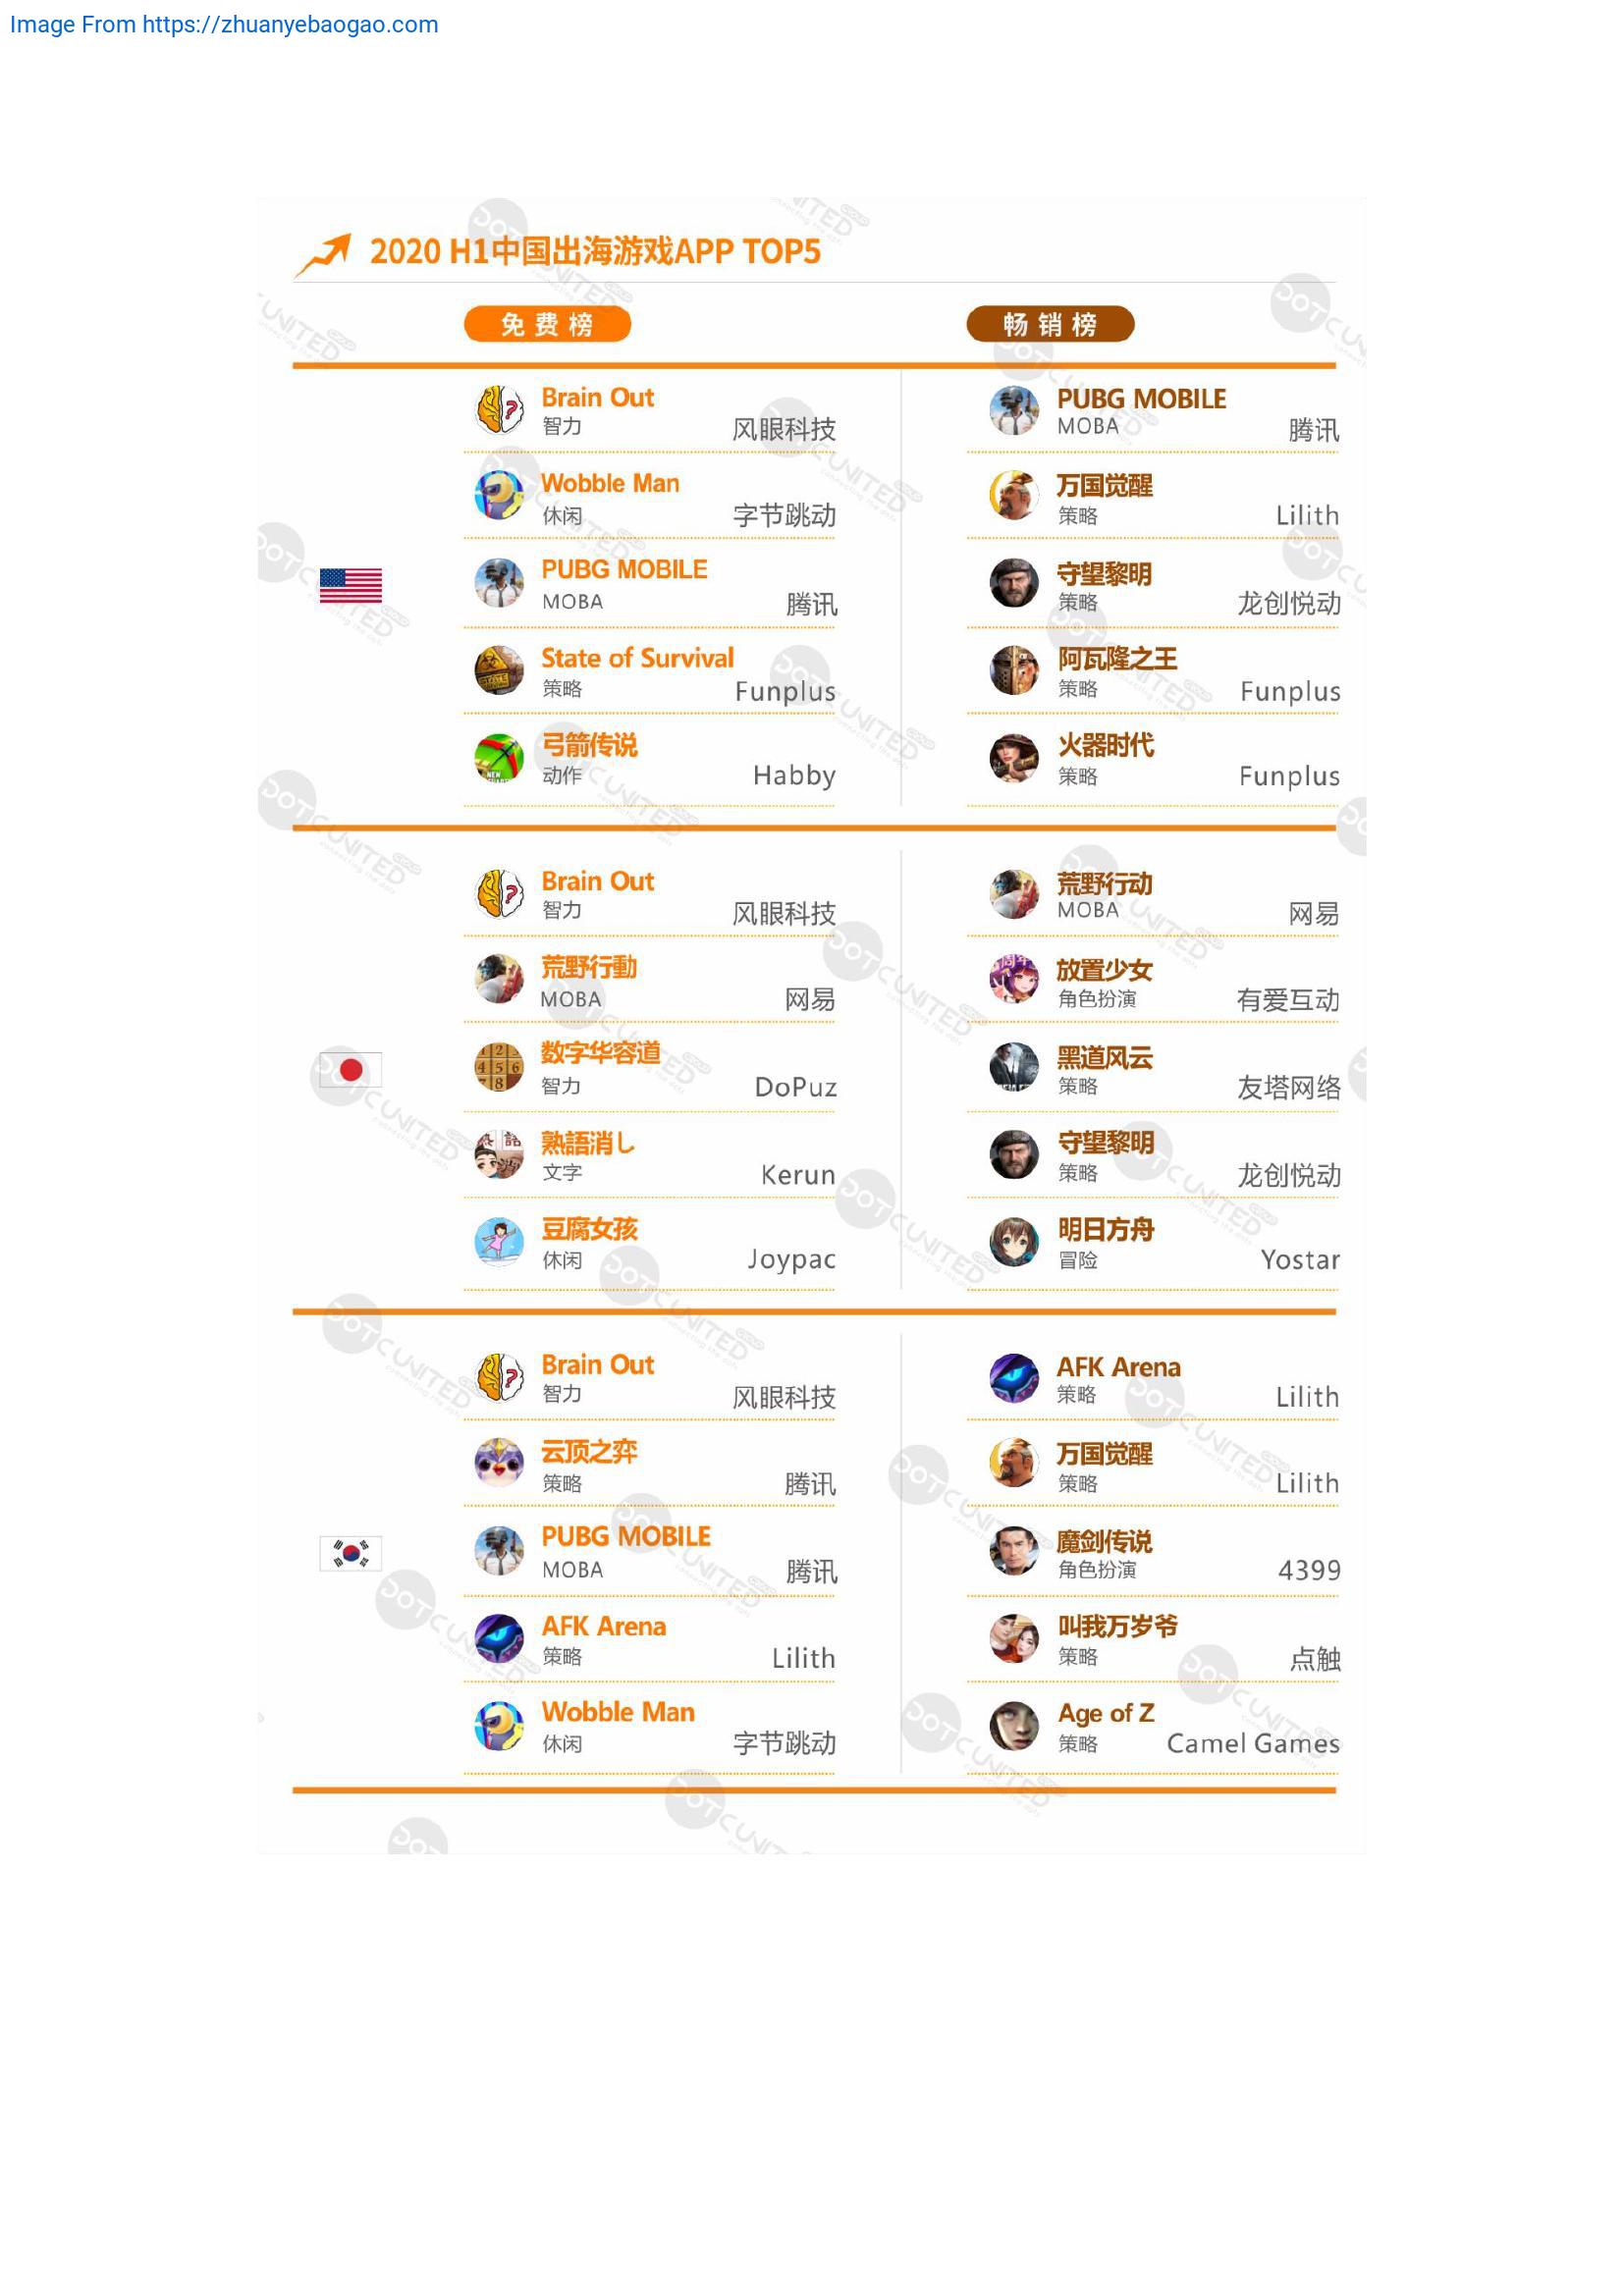 Image From https://zhuanyebaogao.com
2020 H1中国出海游戏APP TOP5
免费榜 畅销榜
Brain Out
智力 风眼科技
PUBG MOBILE
MOBA 腾讯
Wobble Man
休闲 字节跳动
万国觉醒
策略 Lilith
PUBG MOBILE
MOBA 腾讯
守望黎明
策略 龙创悦动
State of Survival
策略 Funplus
阿瓦隆之王
策略 Funplus
弓箭传说
动作 Habby
火器时代
策略 Funplus
Brain Out
智力 风眼科技
荒野行动
MOBA 网易
荒野行動
MOBA 网易
放置少女
角色扮演 有爱互动
数字华容道
智力 DoPuz
黑道风云
策略 友塔网络
熟語消し
文字 Kerun
守望黎明
策略 龙创悦动
豆腐女孩
休闲 Joypac
明日方舟
冒险 Yostar
Brain Out
智力 风眼科技
AFK Arena
策略 Lilith
云顶之弈
策略 腾讯
万国觉醒
策略 Lilith
PUBG MOBILE
MOBA 腾讯
魔剑传说
角色扮演 4399
AFK Arena
策略 Lilith
叫我万岁爷
策略 点触
Wobble Man
休闲 字节跳动
Age of Z
策略 Camel Games